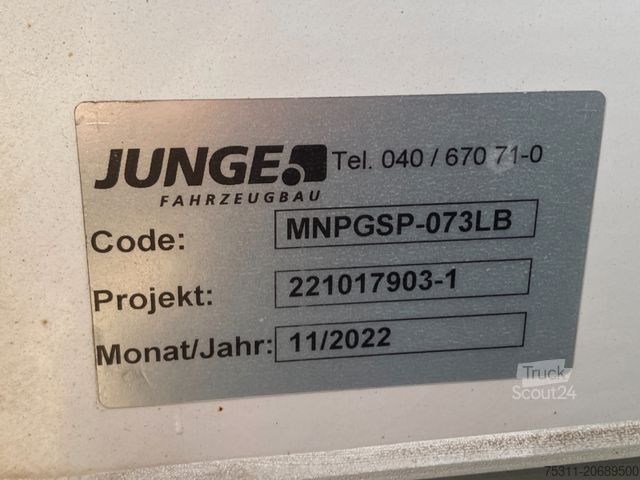 JUNGE Tel. 040 / 670 71-0
FAHRZEUGBAU
Code: MNPGSP-073LB
Projekt: 221017903-1
Monat/Jahr: 11/2022
Truck
Scout24
75311-20689500